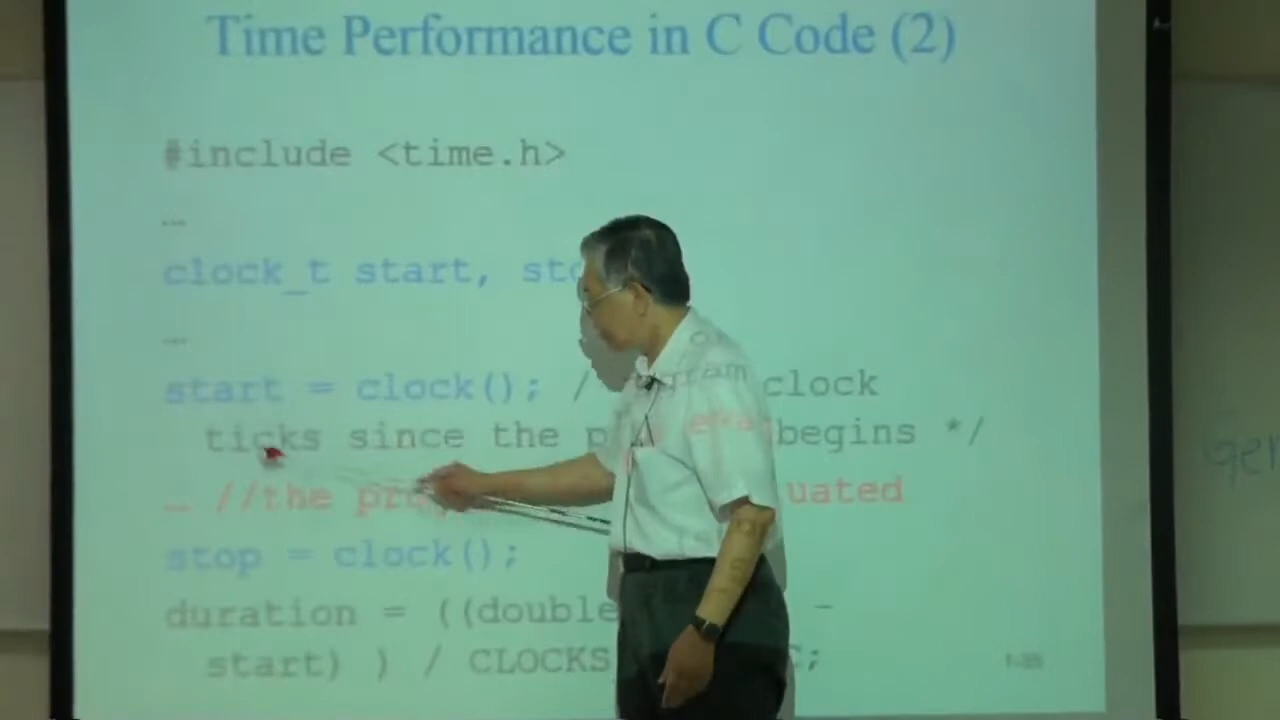 Time Performance in C Code (2)
#include <time.h>
…
clock_t start, sto
…
start = clock(); / clock
ticks since the begins */
… //the uated
stop = clock();
duration = ((double -
start) ) / CLOCKS ;